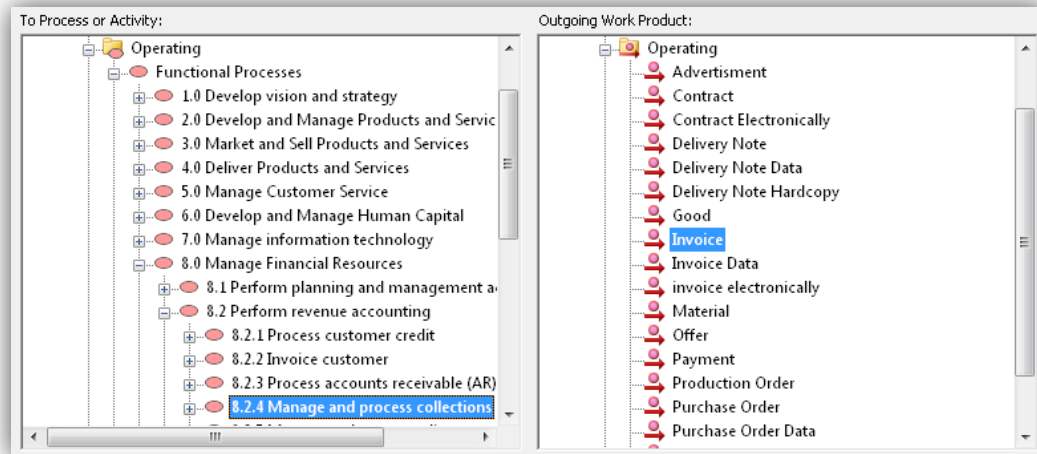 To Process or Activity:
Operating
Functional Processes
1.0 Develop vision and strategy
2.0 Develop and Manage Products and Servic
3.0 Market and Sell Products and Services
4.0 Deliver Products and Services
5.0 Manage Customer Service
6.0 Develop and Manage Human Capital
7.0 Manage information technology
8.0 Manage Financial Resources
8.1 Perform planning and management a
8.2 Perform revenue accounting
8.2.1 Process customer credit
8.2.2 Invoice customer
8.2.3 Process accounts receivable (AR)
8.2.4 Manage and process collections
Outgoing Work Product:
Operating
Advertisment
Contract
Contract Electronically
Delivery Note
Delivery Note Data
Delivery Note Hardcopy
Good
Invoice
Invoice Data
invoice electronically
Material
Offer
Payment
Production Order
Purchase Order
Purchase Order Data